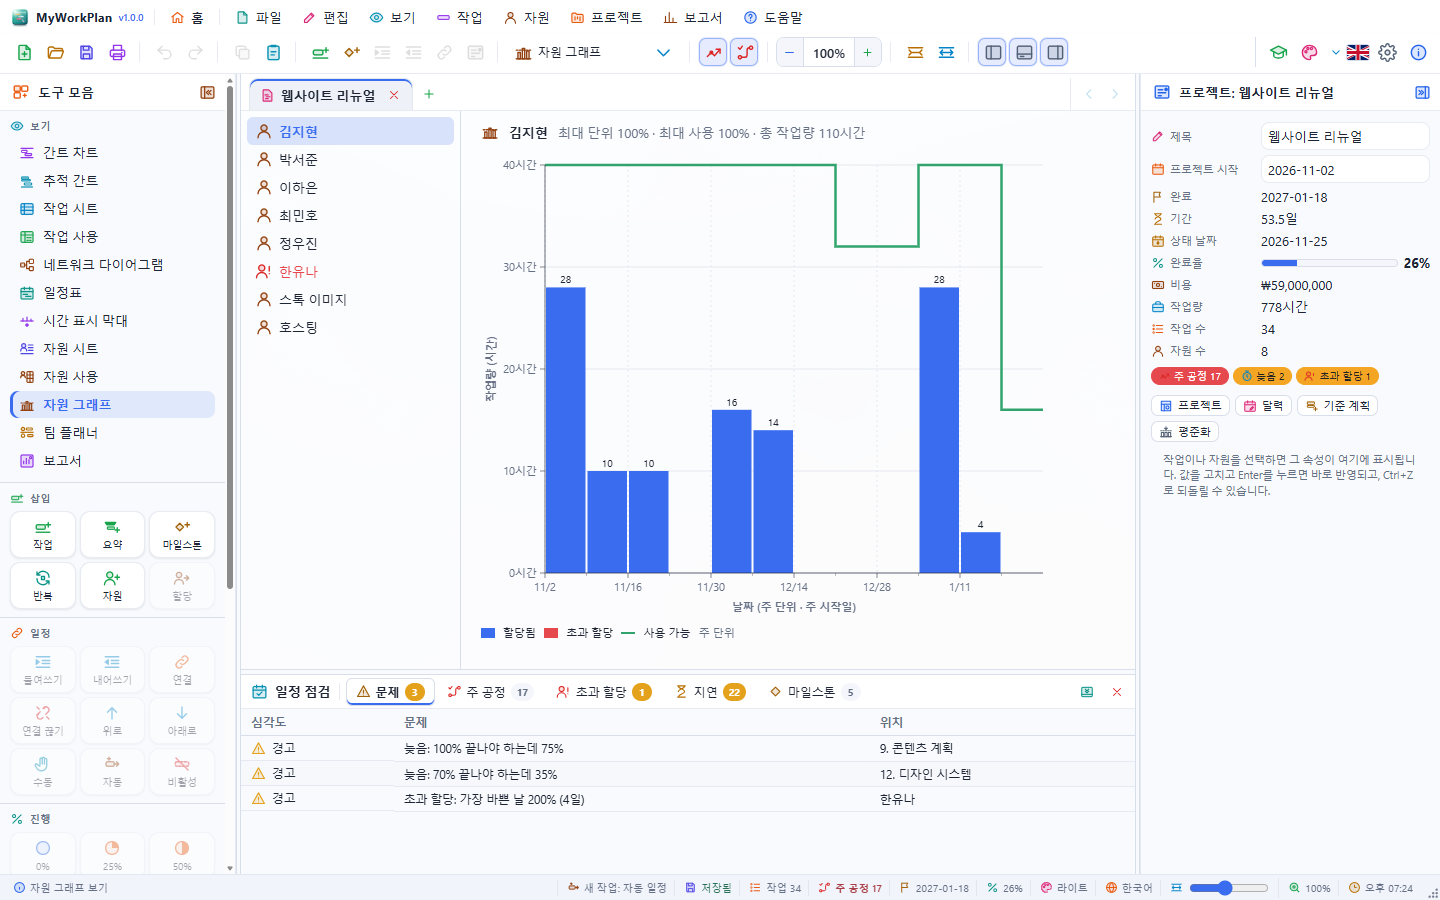 MyWorkPlan v1.0.0 홈 파일 편집 보기 작업 자원 프로젝트 보고서 도움말
자원 그래프 100%
도구 모음
보기
간트 차트
추적 간트
작업 시트
작업 사용
네트워크 다이어그램
일정표
시간 표시 막대
자원 시트
자원 사용
자원 그래프
팀 플래너
보고서
삽입
작업 요약 마일스톤
반복 자원 할당
일정
들여쓰기 내어쓰기 연결
연결 끊기 위로 아래로
수동 자동 비활성
진행
0% 25% 50%
웹사이트 리뉴얼
김지현
박서준
이하은
최민호
정우진
한유나
스톡 이미지
호스팅
김지현 최대 단위 100% · 최대 사용 100% · 총 작업량 110시간
40시간
30시간
20시간
10시간
0시간
작업량 (시간)
28 10 10 16 14 28 4
11/2 11/16 11/30 12/14 12/28 1/11
날짜 (주 단위 · 주 시작일)
할당됨 초과 할당 사용 가능 주 단위
일정 점검 문제 3 주 공정 17 초과 할당 1 지연 22 마일스톤 5
심각도 문제 위치
경고 늦음: 100% 끝나야 하는데 75% 9. 콘텐츠 계획
경고 늦음: 70% 끝나야 하는데 35% 12. 디자인 시스템
경고 초과 할당: 가장 바쁜 날 200% (4일) 한유나
프로젝트: 웹사이트 리뉴얼
제목 웹사이트 리뉴얼
프로젝트 시작 2026-11-02
완료 2027-01-18
기간 53.5일
상태 날짜 2026-11-25
완료율 26%
비용 ₩59,000,000
작업량 778시간
작업 수 34
자원 수 8
주 공정 17 늦음 2 초과 할당 1
프로젝트 달력 기준 계획
평준화
작업이나 자원을 선택하면 그 속성이 여기에 표시됩니
다. 값을 고치고 Enter를 누르면 바로 반영되고, Ctrl+Z
로 되돌릴 수 있습니다.
자원 그래프 보기 새 작업: 자동 일정 저장됨 작업 34 주 공정 17 2027-01-18 26% 라이트 한국어 100% 오후 07:24